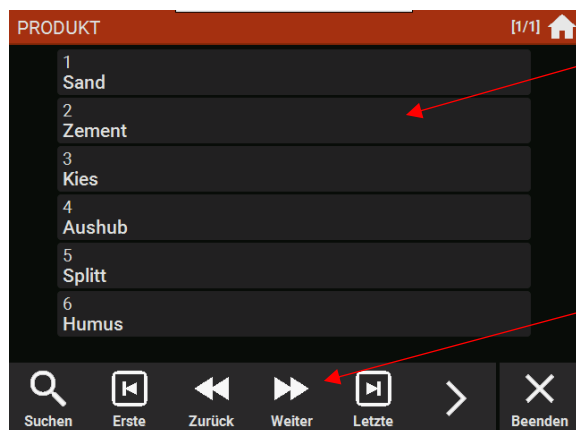 PRODUKT [1/1]
1
Sand
2
Zement
3
Kies
4
Aushub
5
Splitt
6
Humus
Suchen Erste Zurück Weiter Letzte Beenden